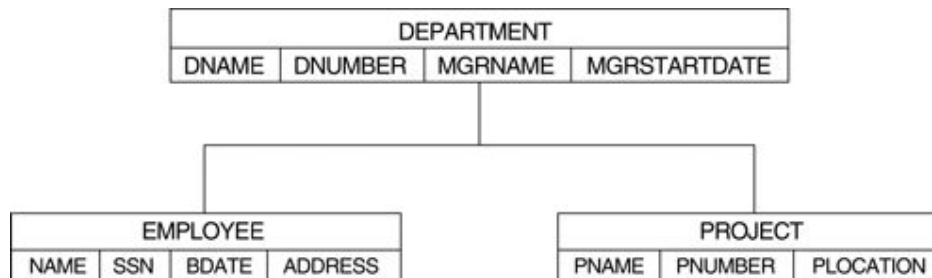 DEPARTMENT
DNAME DNUMBER MGRNAME MGRSTARTDATE
EMPLOYEE
NAME SSN BDATE ADDRESS
PROJECT
PNAME PNUMBER PLOCATION